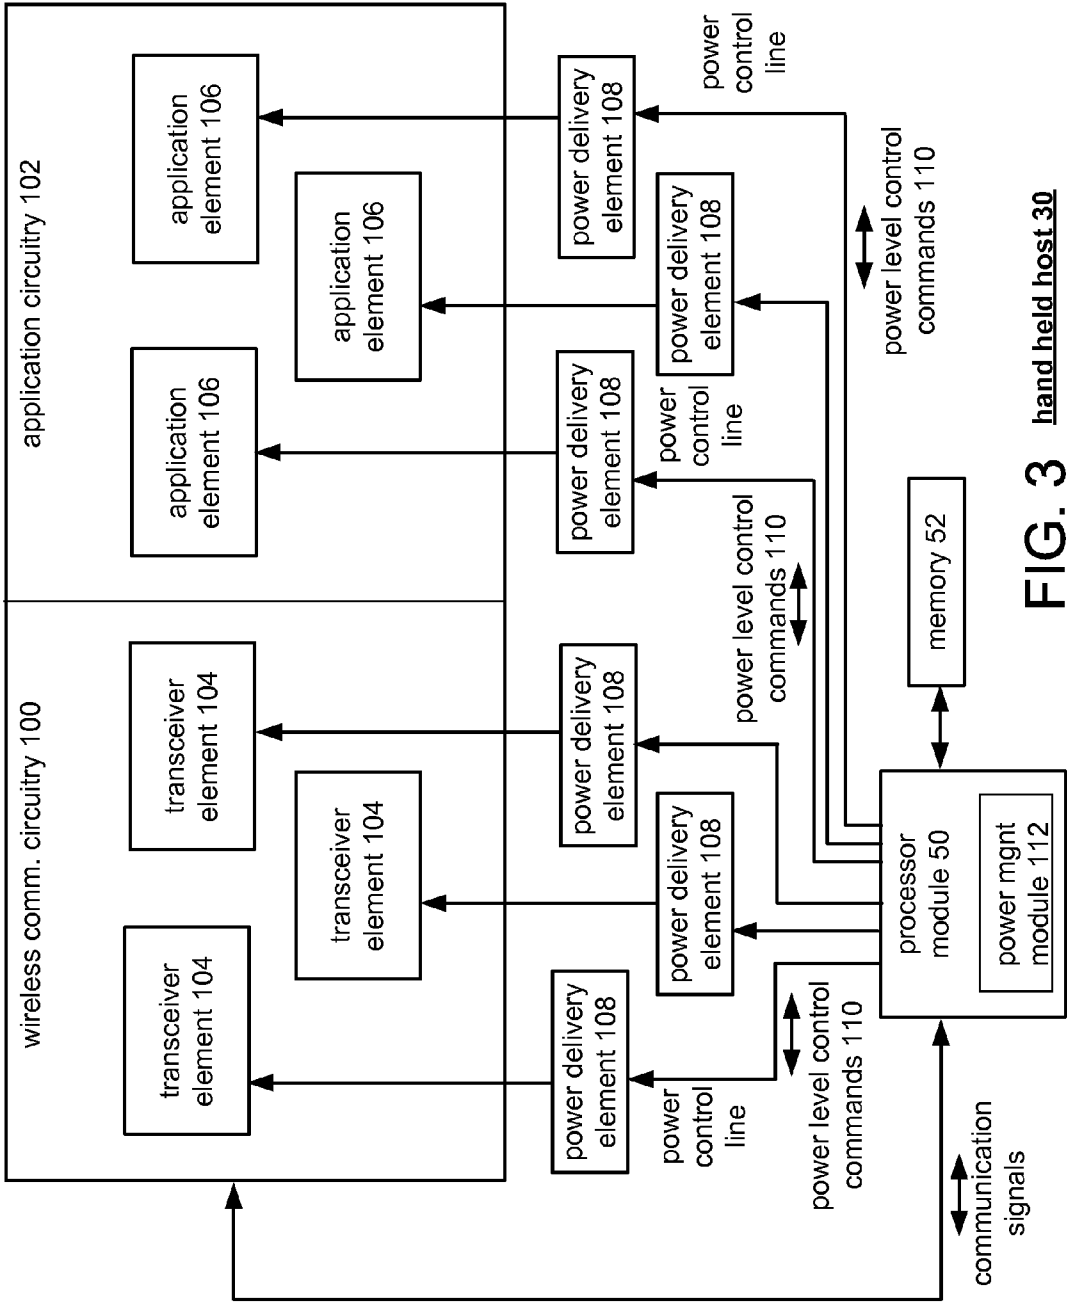 wireless comm. circuitry 100
application circuitry 102
transceiver
element 104
transceiver
element 104
transceiver
element 104
application
element 106
application
element 106
application
element 106
power delivery
element 108
power delivery
element 108
power delivery
element 108
power delivery
element 108
power delivery
element 108
power delivery
element 108
power
control
line
power
control
line
power
control
line
power level control
commands 110
power level control
commands 110
power level control
commands 110
communication
signals
processor
module 50
power mgnt
module 112
memory 52
hand held host 30
FIG. 3